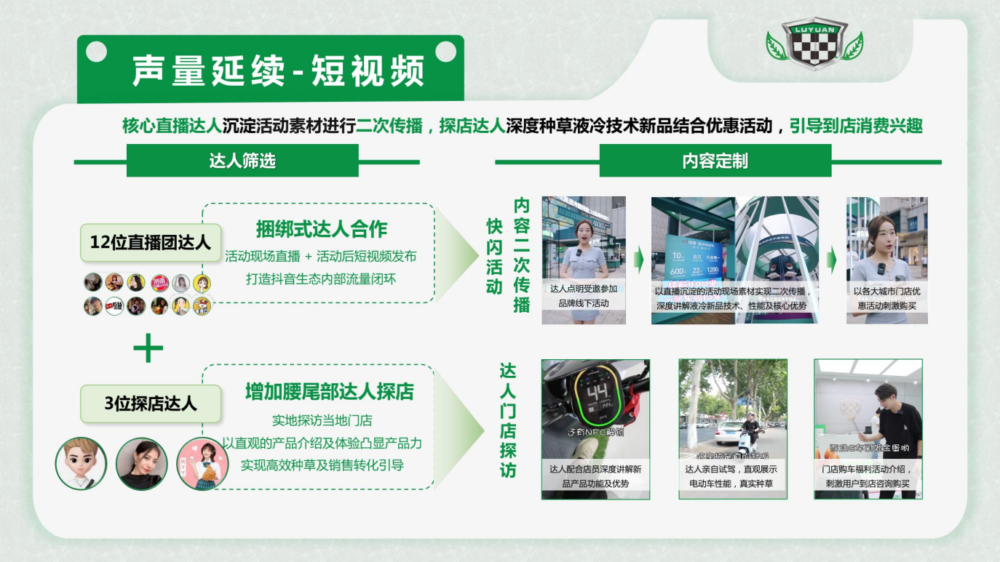 LUYUAN
声量延续-短视频
核心直播达人沉淀活动素材进行二次传播，探店达人深度种草液冷技术新品结合优惠活动，引导到店消费兴趣
达人筛选
内容定制
12位直播团达人
捆绑式达人合作
活动现场直播 + 活动后短视频发布
打造抖音生态内部流量闭环
快闪活动
内容二次传播
达人点明受邀参加
品牌线下活动
以直播沉淀的活动现场素材实现二次传播，
深度讲解液冷新品技术、性能及核心优势
以各大城市门店优
惠活动刺激购买
+
3位探店达人
增加腰尾部达人探店
实地探访当地门店
以直观的产品介绍及体验凸显产品力
实现高效种草及销售转化引导
达人门店探访
44
还有NFC解锁
达人配合店员深度讲解新
品产品功能及优势
达人亲自试驾，直观展示
电动车性能，真实种草
门店购车福利活动介绍，
刺激用户到店咨询购买